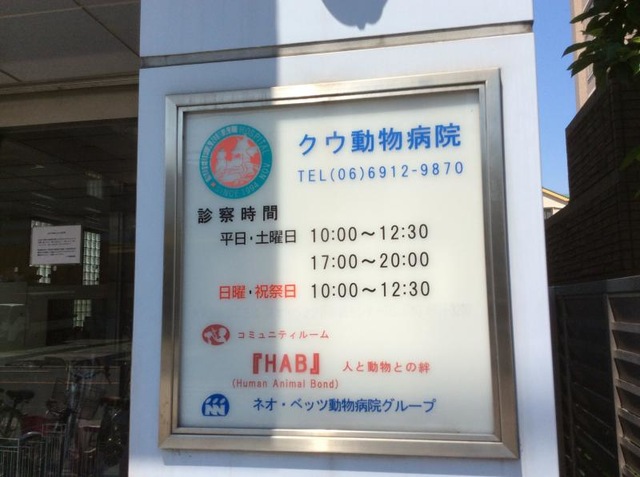 クウ動物病院
TEL(06)6912-9870
診察時間
平日・土曜日 10:00～12:30
17:00～20:00
日曜・祝祭日 10:00～12:30
コミュニティルーム
『HAB』 人と動物との絆
(Human Animal Bond)
ネオ・ベッツ動物病院グループ